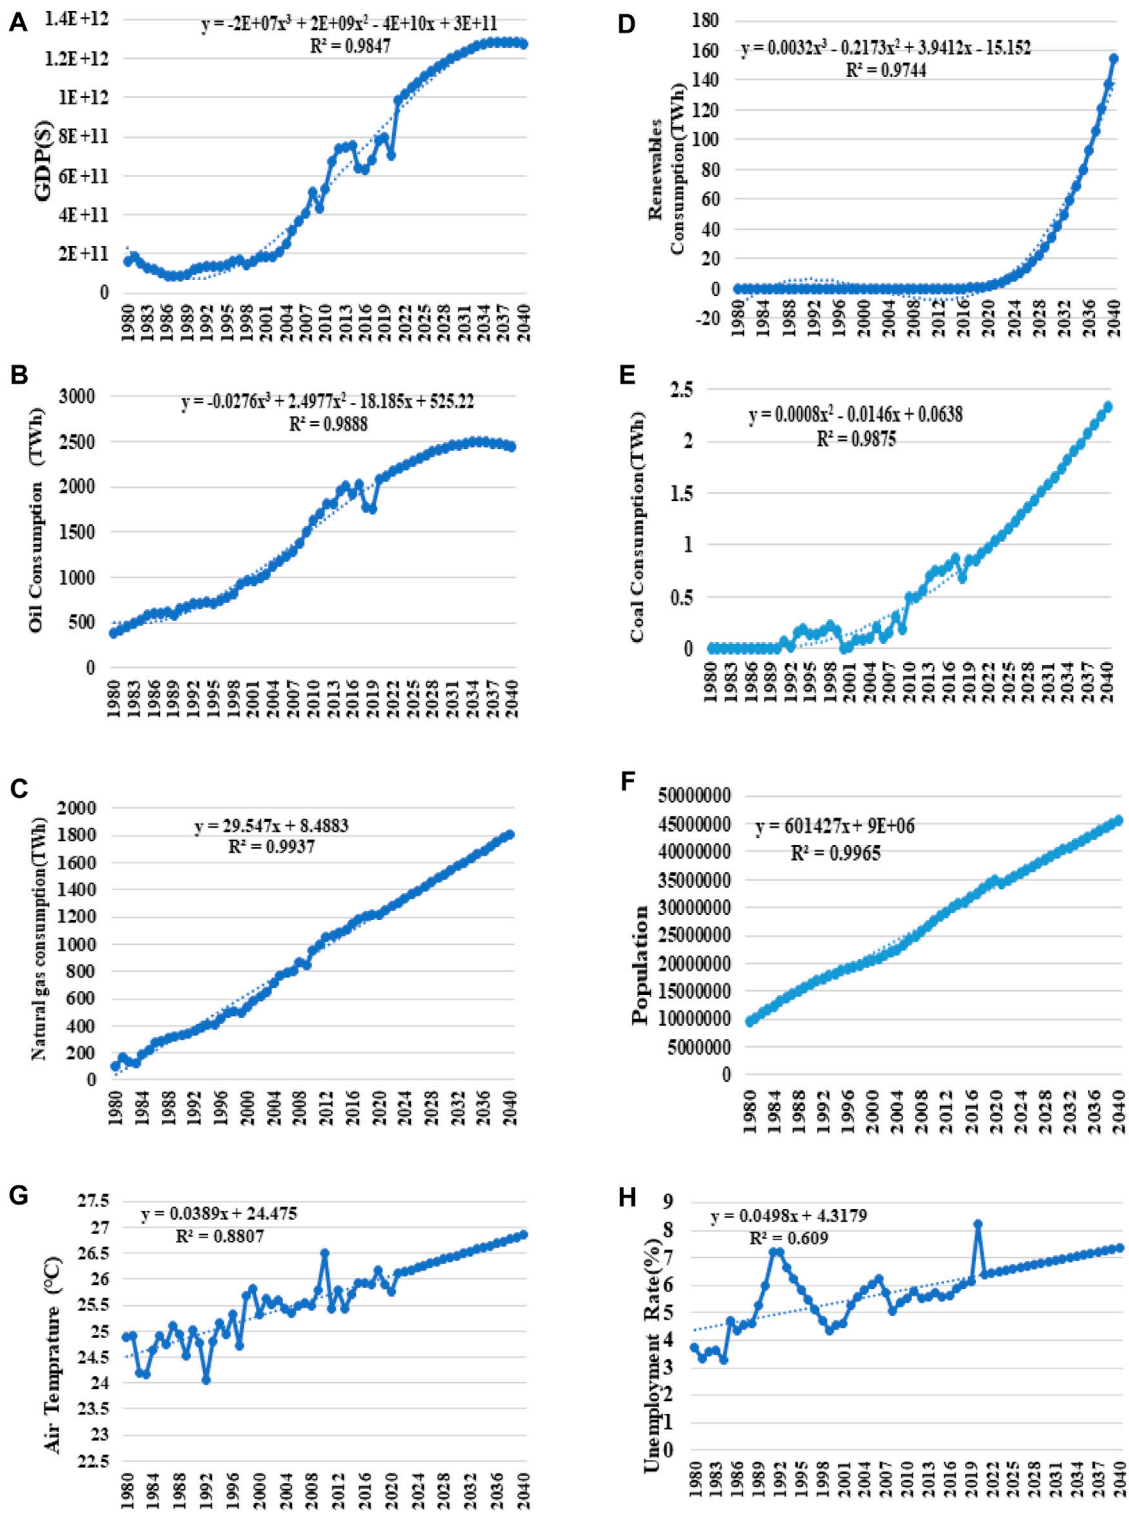 A
y = -2E+07x³ + 2E+09x² - 4E+10x + 3E+11
R² = 0.9847
GDP($)
1.4E+12
1.2E+12
1E+12
8E+11
6E+11
4E+11
2E+11
0
1980 1983 1986 1989 1992 1995 1998 2001 2004 2007 2010 2013 2016 2019 2022 2025 2028 2031 2034 2037 2040
D
y = 0.0032x³ - 0.2173x² + 3.9412x - 15.152
R² = 0.9744
Renewables
Consumption(TWh)
180
160
140
120
100
80
60
40
20
0
-20
1980 1984 1988 1992 1996 2000 2004 2008 2012 2016 2020 2024 2028 2032 2036 2040
B
y = -0.0276x³ + 2.4977x² - 18.185x + 525.22
R² = 0.9888
Oil Consumption (TWh)
3000
2500
2000
1500
1000
500
0
1980 1983 1986 1989 1992 1995 1998 2001 2004 2007 2010 2013 2016 2019 2022 2025 2028 2031 2034 2037 2040
E
y = 0.0008x² - 0.0146x + 0.0638
R² = 0.9875
Coal Consumption(TWh)
2.5
2
1.5
1
0.5
0
1980 1983 1986 1989 1992 1995 1998 2001 2004 2007 2010 2013 2016 2019 2022 2025 2028 2031 2034 2037 2040
C
y = 29.547x + 8.4883
R² = 0.9937
Natural gas consumption(TWh)
2000
1800
1600
1400
1200
1000
800
600
400
200
0
1980 1984 1988 1992 1996 2000 2004 2008 2012 2016 2020 2024 2028 2032 2036 2040
F
y = 601427x + 9E+06
R² = 0.9965
Population
50000000
45000000
40000000
35000000
30000000
25000000
20000000
15000000
10000000
5000000
0
1980 1984 1988 1992 1996 2000 2004 2008 2012 2016 2020 2024 2028 2032 2036 2040
G
y = 0.0389x + 24.475
R² = 0.8807
Air Temprature (°C)
27.5
27
26.5
26
25.5
25
24.5
24
23.5
23
22.5
1980 1984 1988 1992 1996 2000 2004 2008 2012 2016 2020 2024 2028 2032 2036 2040
H
y = 0.0498x + 4.3179
R² = 0.609
Unemployment Rate(%)
9
8
7
6
5
4
3
2
1
0
1980 1983 1986 1989 1992 1995 1998 2001 2004 2007 2010 2013 2016 2019 2022 2025 2028 2031 2034 2037 2040